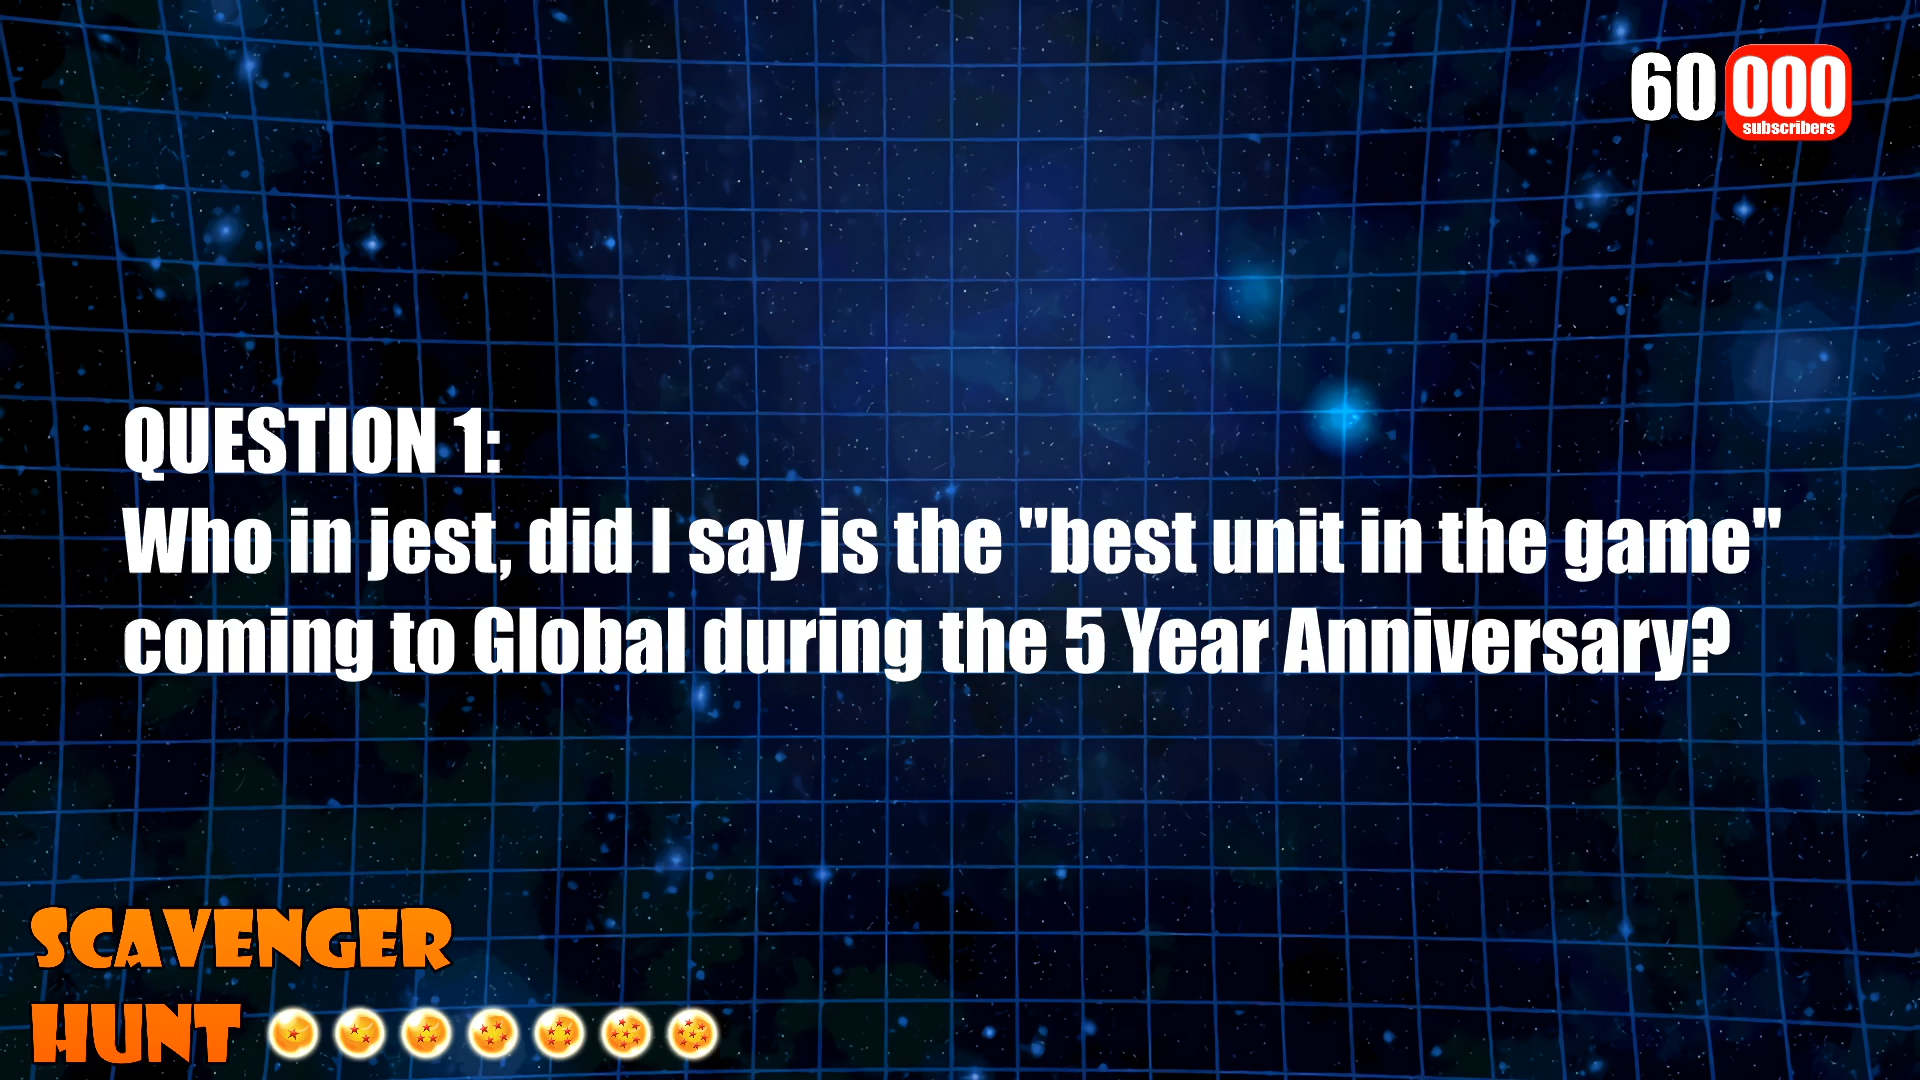 60 000
subscribers
QUESTION 1:
Who in jest, did I say is the "best unit in the game"
coming to Global during the 5 Year Anniversary?
SCAVENGER
HUNT